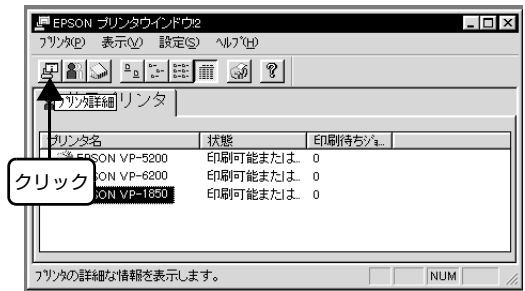 EPSON プリンタウインドウ!2
プリンタ(P) 表示(V) 設定(S) ヘルプ(H)
プリンタ詳細 リンタ
プリンタ名 状態 印刷待ちジョ...
EPSON VP-5200 印刷可能または... 0
SON VP-6200 印刷可能または... 0
SON VP-1850 印刷可能または... 0
クリック
プリンタの詳細な情報を表示します。 NUM